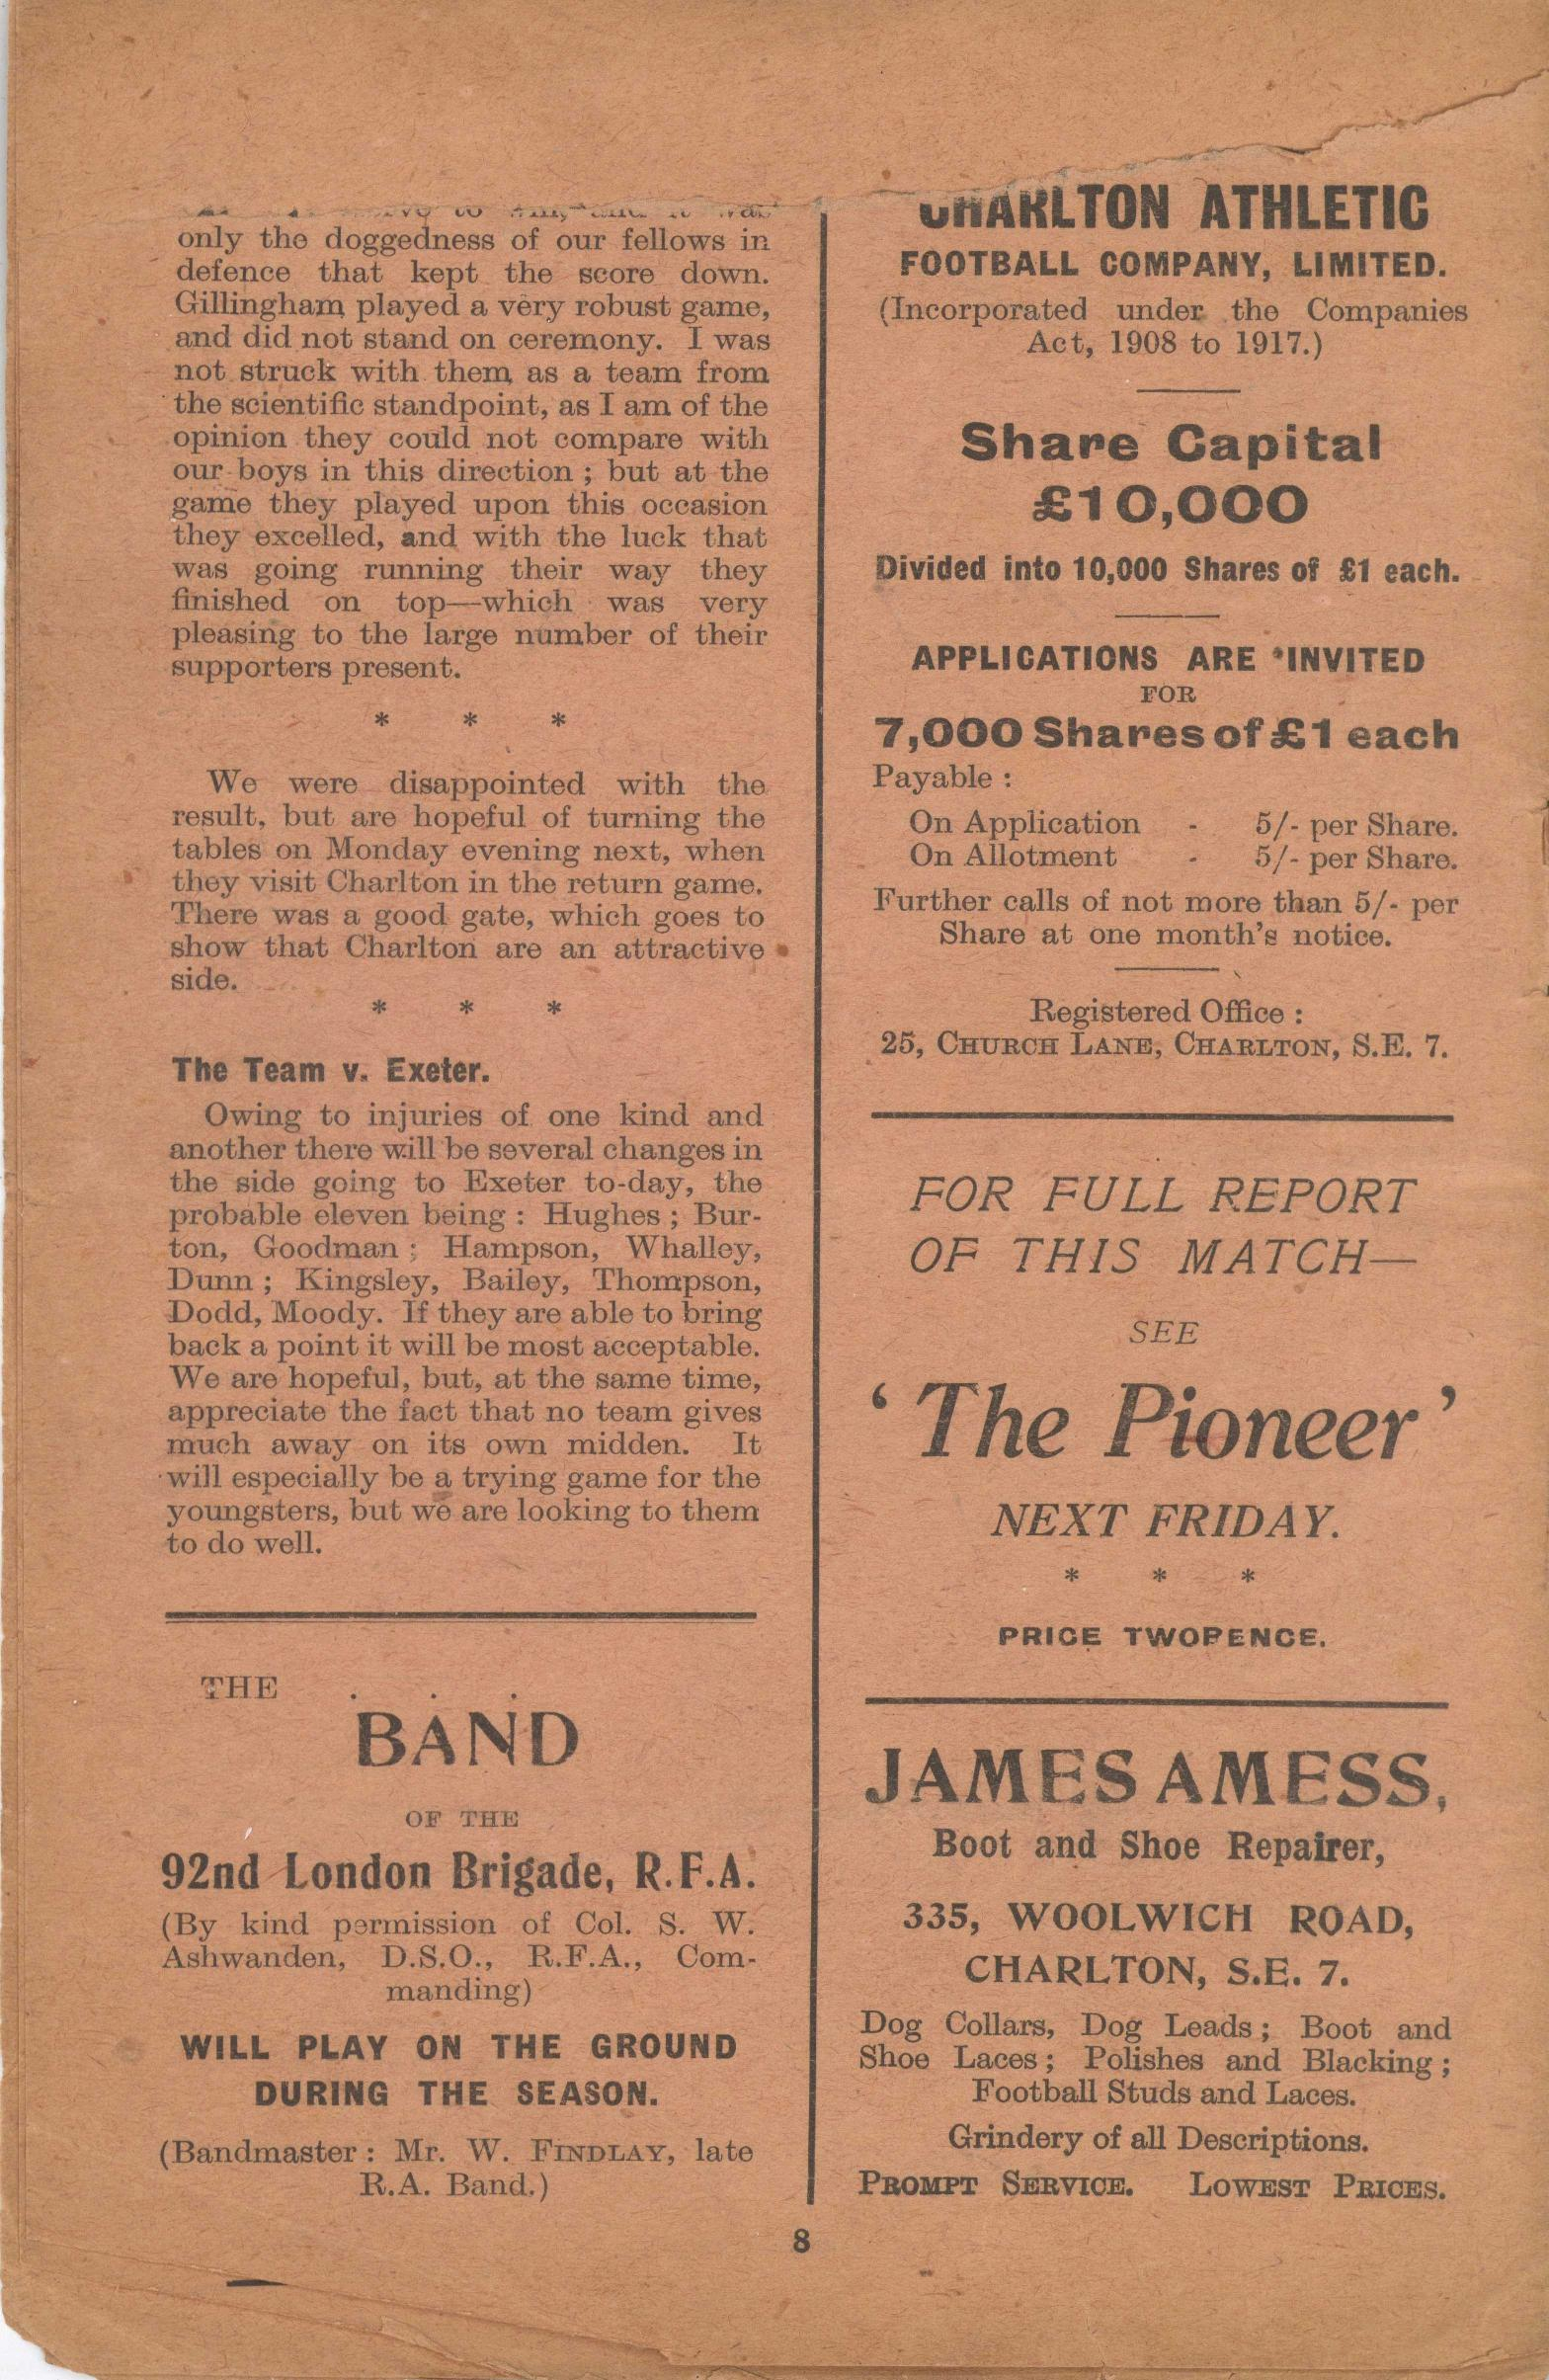 only the doggedness of our fellows in
defence that kept the score down.
Gillingham played a very robust game,
and did not stand on ceremony. I was
not struck with them as a team from
the scientific standpoint, as I am of the
opinion they could not compare with
our boys in this direction ; but at the
game they played upon this occasion
they excelled, and with the luck that
was going running their way they
finished on top—which was very
pleasing to the large number of their
supporters present.
* * *
We were disappointed with the
result, but are hopeful of turning the
tables on Monday evening next, when
they visit Charlton in the return game.
There was a good gate, which goes to
show that Charlton are an attractive
side.
* * *
The Team v. Exeter.
Owing to injuries of one kind and
another there will be several changes in
the side going to Exeter to-day, the
probable eleven being : Hughes ; Bur-
ton, Goodman ; Hampson, Whalley,
Dunn ; Kingsley, Bailey, Thompson,
Dodd, Moody. If they are able to bring
back a point it will be most acceptable.
We are hopeful, but, at the same time,
appreciate the fact that no team gives
much away on its own midden. It
will especially be a trying game for the
youngsters, but we are looking to them
to do well.
THE . . .
BAND
OF THE
92nd London Brigade, R.F.A.
(By kind permission of Col. S. W.
Ashwanden, D.S.O., R.F.A., Com-
manding)
WILL PLAY ON THE GROUND
DURING THE SEASON.
(Bandmaster : Mr. W. FINDLAY, late
R.A. Band.)
CHARLTON ATHLETIC
FOOTBALL COMPANY, LIMITED.
(Incorporated under the Companies
Act, 1908 to 1917.)
Share Capital
£10,000
Divided into 10,000 Shares of £1 each.
APPLICATIONS ARE INVITED
FOR
7,000 Shares of £1 each
Payable :
On Application - 5/- per Share.
On Allotment - 5/- per Share.
Further calls of not more than 5/- per
Share at one month's notice.
Registered Office :
25, CHURCH LANE, CHARLTON, S.E. 7.
FOR FULL REPORT
OF THIS MATCH—
SEE
‘The Pioneer’
NEXT FRIDAY.
* * *
PRICE TWOPENCE.
JAMES AMESS,
Boot and Shoe Repairer,
335, WOOLWICH ROAD,
CHARLTON, S.E. 7.
Dog Collars, Dog Leads ; Boot and
Shoe Laces ; Polishes and Blacking ;
Football Studs and Laces.
Grindery of all Descriptions.
PROMPT SERVICE. LOWEST PRICES.
8